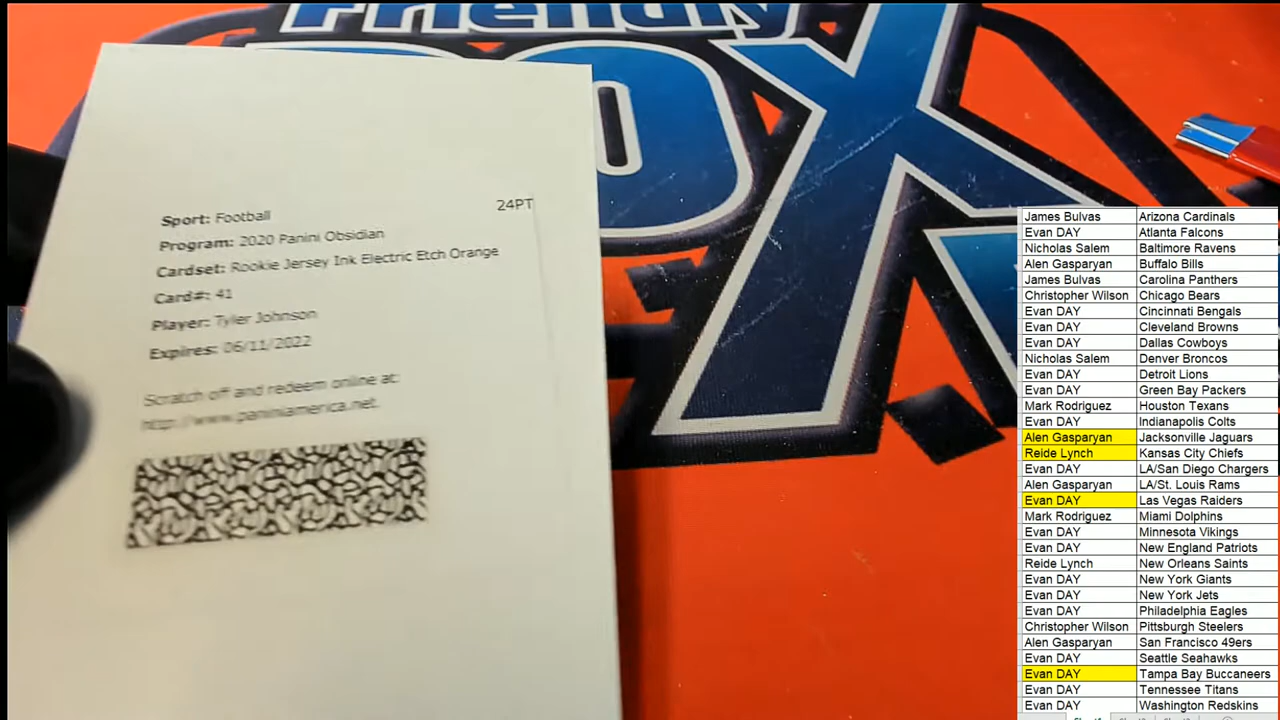 Friendly
BOX
24PT
Sport: Football
Program: 2020 Panini Obsidian
Cardset: Rookie Jersey Ink Electric Etch Orange
Card#: 41
Player: Tyler Johnson
Expires: 06/11/2022
Scratch off and redeem online at:
http://www.paniniamerica.net.
James Bulvas Arizona Cardinals
Evan DAY Atlanta Falcons
Nicholas Salem Baltimore Ravens
Alen Gasparyan Buffalo Bills
James Bulvas Carolina Panthers
Christopher Wilson Chicago Bears
Evan DAY Cincinnati Bengals
Evan DAY Cleveland Browns
Evan DAY Dallas Cowboys
Nicholas Salem Denver Broncos
Evan DAY Detroit Lions
Evan DAY Green Bay Packers
Mark Rodriguez Houston Texans
Evan DAY Indianapolis Colts
Alen Gasparyan Jacksonville Jaguars
Reide Lynch Kansas City Chiefs
Evan DAY LA/San Diego Chargers
Alen Gasparyan LA/St. Louis Rams
Evan DAY Las Vegas Raiders
Mark Rodriguez Miami Dolphins
Evan DAY Minnesota Vikings
Evan DAY New England Patriots
Reide Lynch New Orleans Saints
Evan DAY New York Giants
Evan DAY New York Jets
Evan DAY Philadelphia Eagles
Christopher Wilson Pittsburgh Steelers
Alen Gasparyan San Francisco 49ers
Evan DAY Seattle Seahawks
Evan DAY Tampa Bay Buccaneers
Evan DAY Tennessee Titans
Evan DAY Washington Redskins